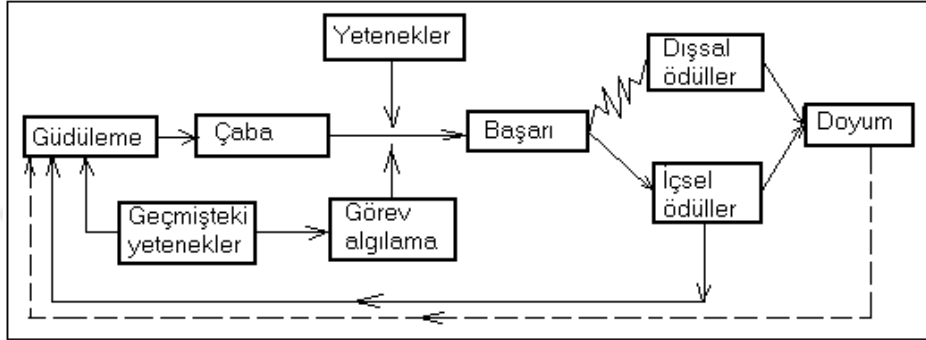 Yetenekler
Dışsal
ödüller
Güdüleme
Çaba
Başarı
Doyum
İçsel
ödüller
Geçmişteki
yetenekler
Görev
algılama